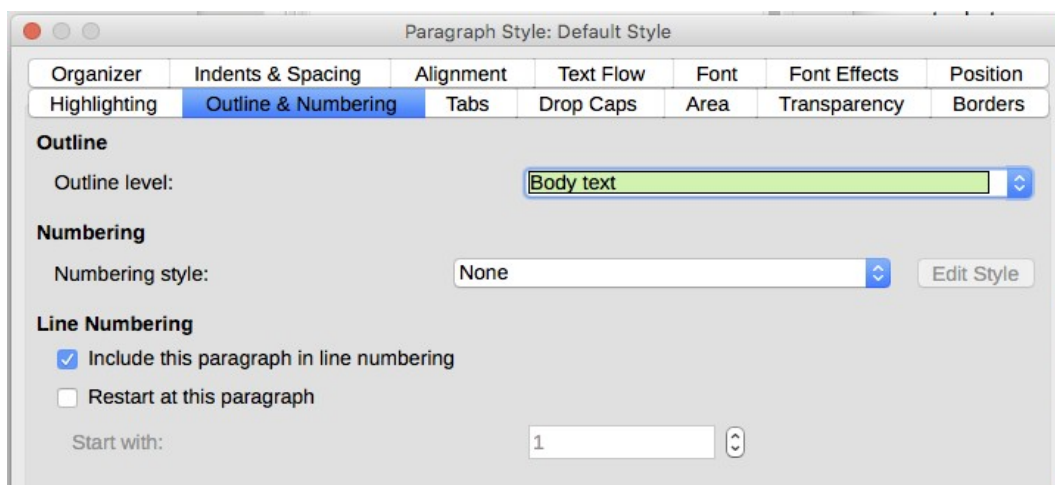 Paragraph Style: Default Style
Organizer Indents & Spacing Alignment Text Flow Font Font Effects Position
Highlighting Outline & Numbering Tabs Drop Caps Area Transparency Borders
Outline
Outline level: Body text
Numbering
Numbering style: None Edit Style
Line Numbering
Include this paragraph in line numbering
Restart at this paragraph
Start with: 1